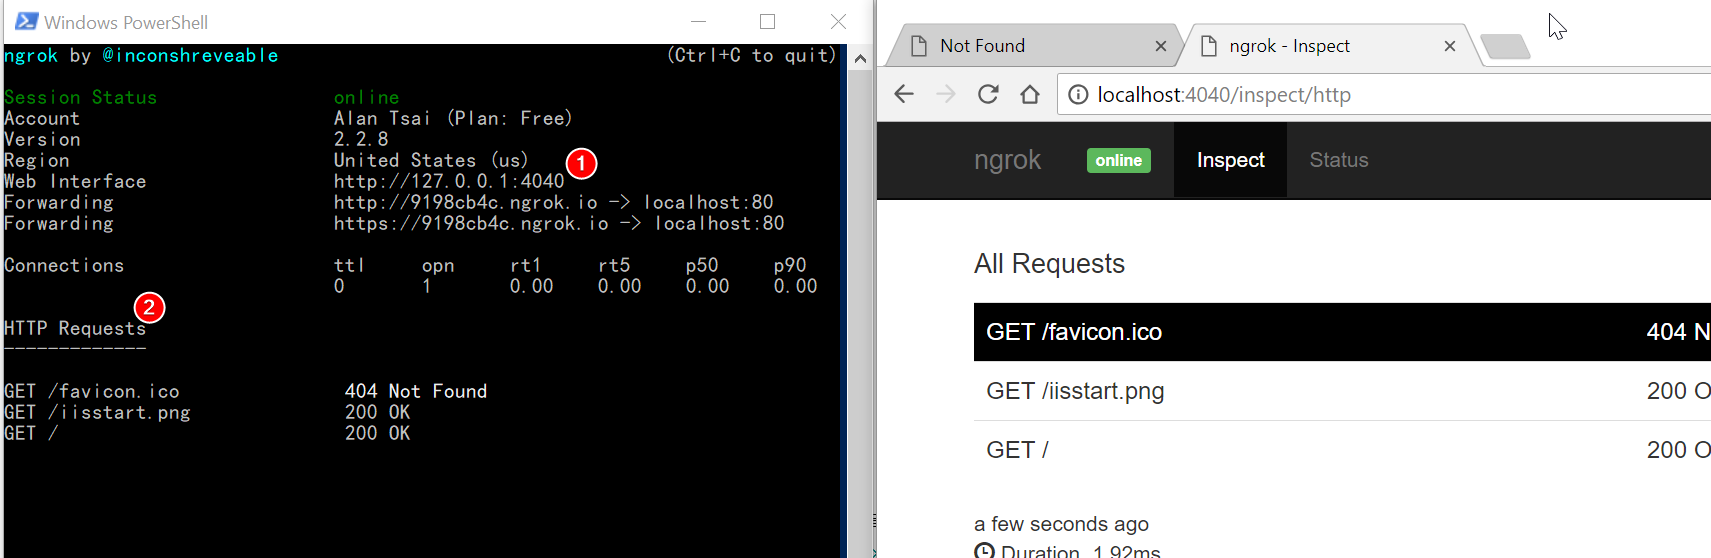 Windows PowerShell
ngrok by @inconshreveable (Ctrl+C to quit)
Session Status online
Account Alan Tsai (Plan: Free)
Version 2.2.8
Region United States (us)
1
Web Interface http://127.0.0.1:4040
Forwarding http://9198cb4c.ngrok.io -> localhost:80
Forwarding https://9198cb4c.ngrok.io -> localhost:80
Connections ttl opn rt1 rt5 p50 p90
0 1 0.00 0.00 0.00 0.00
2
HTTP Requests
-------------
GET /favicon.ico 404 Not Found
GET /iisstart.png 200 OK
GET / 200 OK
Not Found
ngrok - Inspect
localhost:4040/inspect/http
ngrok online Inspect Status
All Requests
GET /favicon.ico 404 N
GET /iisstart.png 200 O
GET / 200 O
a few seconds ago
Duration 1.92ms